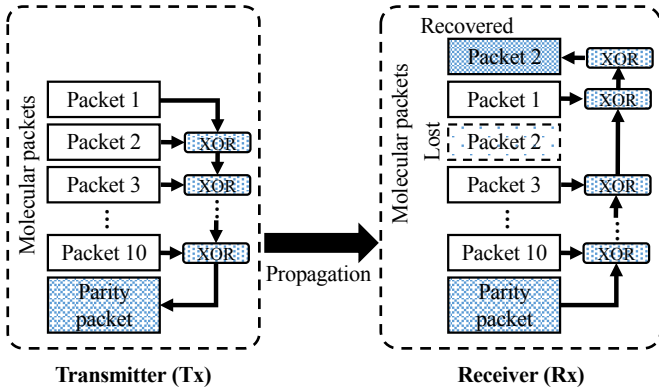 Molecular packets
Packet 1
Packet 2
XOR
Packet 3
XOR
Packet 10
XOR
Parity
packet
Transmitter (Tx)
Propagation
Recovered
Packet 2
XOR
Molecular packets
Packet 1
XOR
Lost
Packet 2
Packet 3
XOR
Packet 10
XOR
Parity
packet
Receiver (Rx)